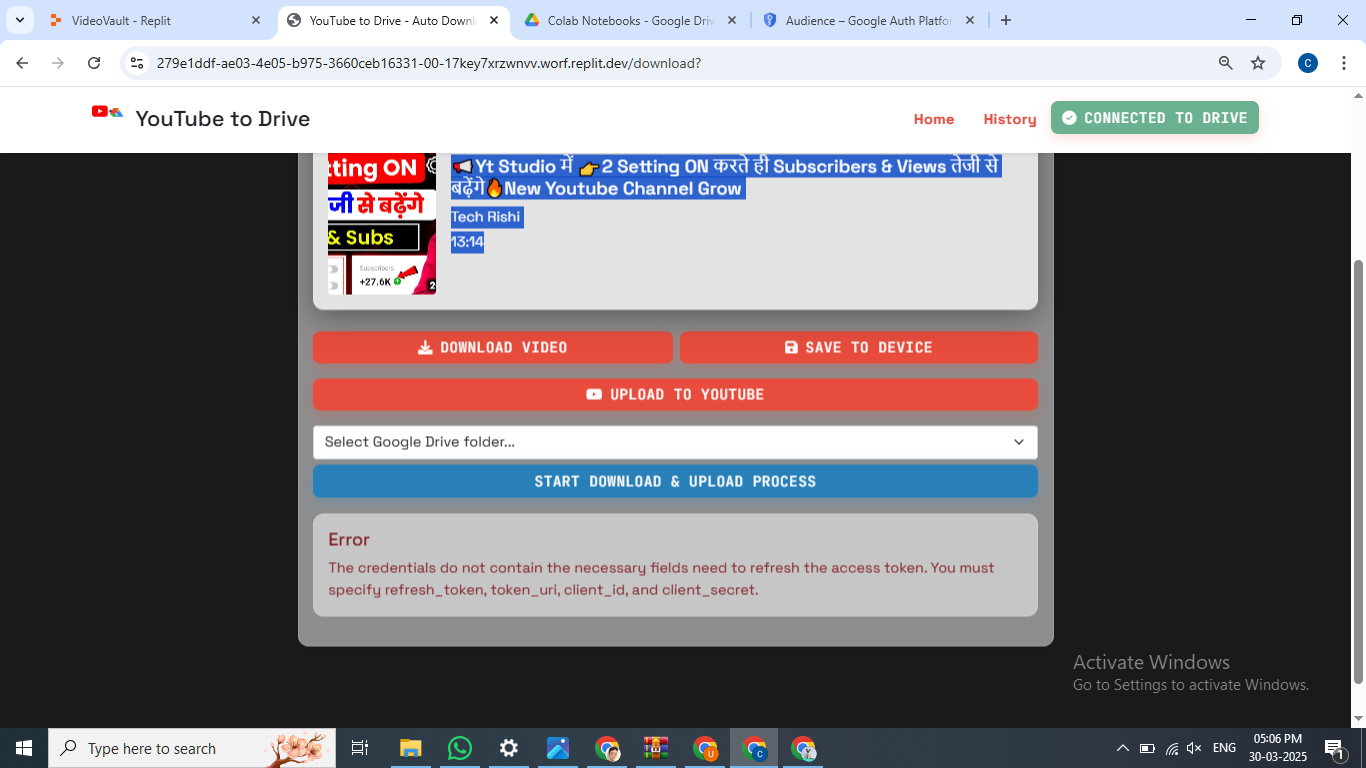 VideoVault - Replit
YouTube to Drive - Auto Downl
Colab Notebooks - Google Driv
Audience – Google Auth Platfor
279e1ddf-ae03-4e05-b975-3660ceb16331-00-17key7xrzwnvv.worf.replit.dev/download?
C
YouTube to Drive
Home
History
CONNECTED TO DRIVE
tting ON
जी से बढ़ेंगे
& Subs
Subscribers
+27.6K
2
📢Yt Studio में 👉2 Setting ON करते ही Subscribers & Views तेजी से
बढ़ेंगे🔥New Youtube Channel Grow
Tech Rishi
13:14
DOWNLOAD VIDEO
SAVE TO DEVICE
UPLOAD TO YOUTUBE
Select Google Drive folder...
START DOWNLOAD & UPLOAD PROCESS
Error
The credentials do not contain the necessary fields need to refresh the access token. You must
specify refresh_token, token_uri, client_id, and client_secret.
Activate Windows
Go to Settings to activate Windows.
Type here to search
U
C
ENG
05:06 PM
30-03-2025
1